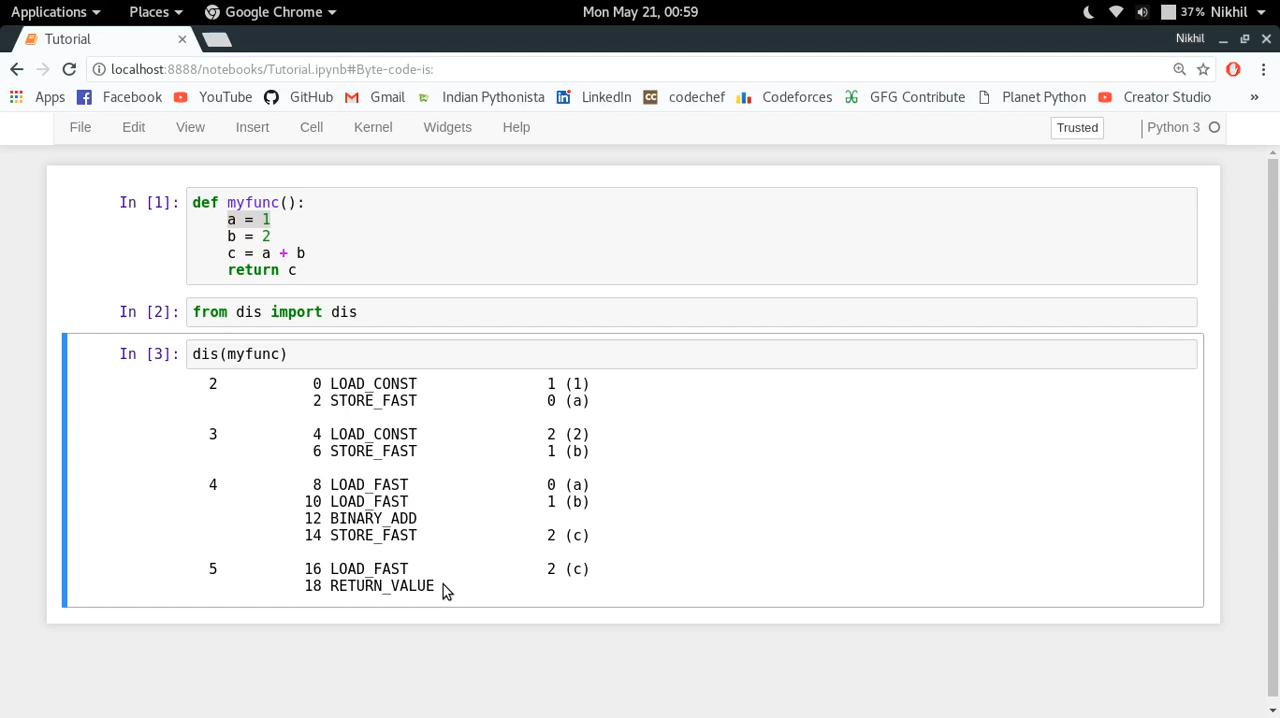 Applications Places Google Chrome Mon May 21, 00:59 37% Nikhil
Tutorial Nikhil
localhost:8888/notebooks/Tutorial.ipynb#Byte-code-is:
Apps Facebook YouTube GitHub Gmail Indian Pythonista LinkedIn CC codechef Codeforces GFG Contribute Planet Python Creator Studio »
File Edit View Insert Cell Kernel Widgets Help Trusted Python 3
In [1]: def myfunc():
a = 1
b = 2
c = a + b
return c
In [2]: from dis import dis
In [3]: dis(myfunc)
2 0 LOAD_CONST 1 (1)
2 STORE_FAST 0 (a)
3 4 LOAD_CONST 2 (2)
6 STORE_FAST 1 (b)
4 8 LOAD_FAST 0 (a)
10 LOAD_FAST 1 (b)
12 BINARY_ADD
14 STORE_FAST 2 (c)
5 16 LOAD_FAST 2 (c)
18 RETURN_VALUE